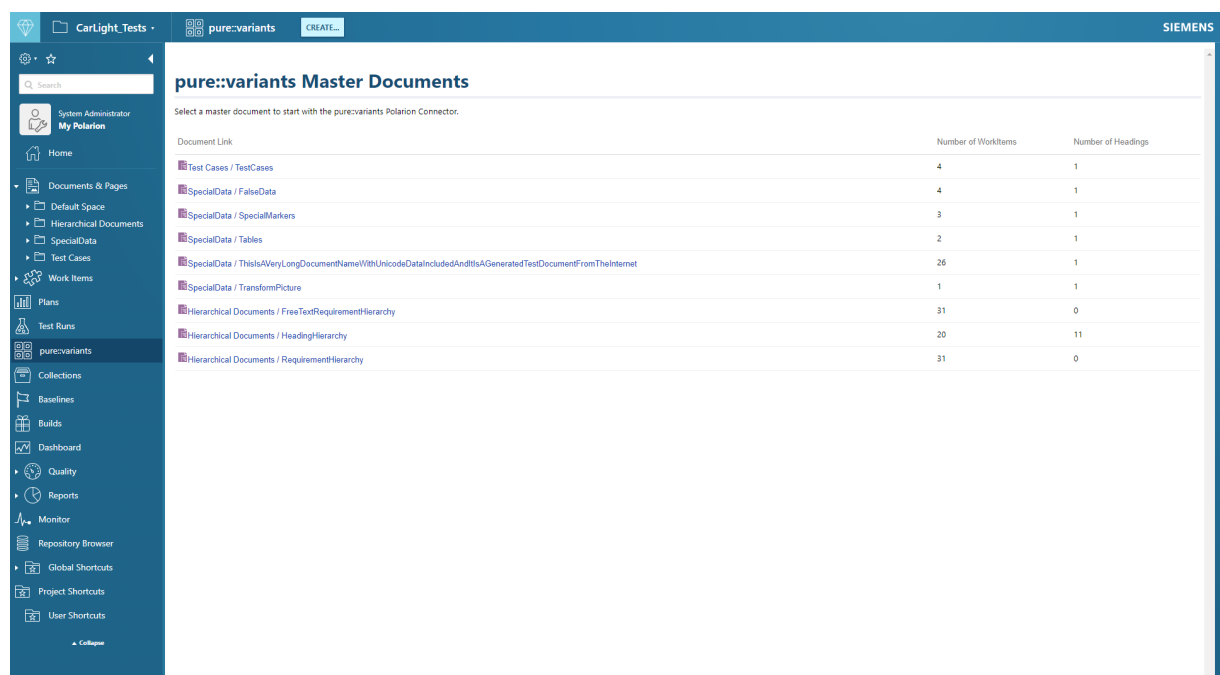 CarLight_Tests
pure::variants
CREATE...
SIEMENS
Search
System Administrator
My Polarion
Home
Documents & Pages
Default Space
Hierarchical Documents
SpecialData
Test Cases
Work Items
Plans
Test Runs
pure::variants
Collections
Baselines
Builds
Dashboard
Quality
Reports
Monitor
Repository Browser
Global Shortcuts
Project Shortcuts
User Shortcuts
Collapse
pure::variants Master Documents
Select a master document to start with the pure::variants Polarion Connector.
Document Link Number of WorkItems Number of Headings
Test Cases / TestCases 4 1
SpecialData / FalseData 4 1
SpecialData / SpecialMarkers 3 1
SpecialData / Tables 2 1
SpecialData / ThisIsAVeryLongDocumentNameWithUnicodeDataIncludedAndItIsAGeneratedTestDocumentFromTheInternet 26 1
SpecialData / TransformPicture 1 1
Hierarchical Documents / FreeTextRequirementHierarchy 31 0
Hierarchical Documents / HeadingHierarchy 20 11
Hierarchical Documents / RequirementHierarchy 31 0